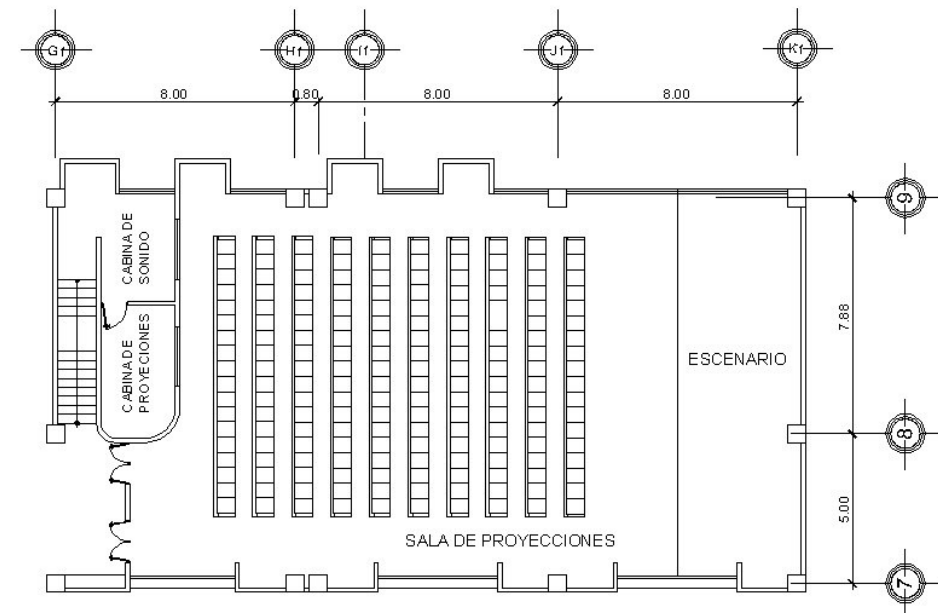 G1
H1
I1
J1
K1
8.00
0.80
8.00
8.00
9
CABINA DE
SONIDO
7.88
CABINA DE
PROYECIONES
ESCENARIO
8
5.00
SALA DE PROYECCIONES
7